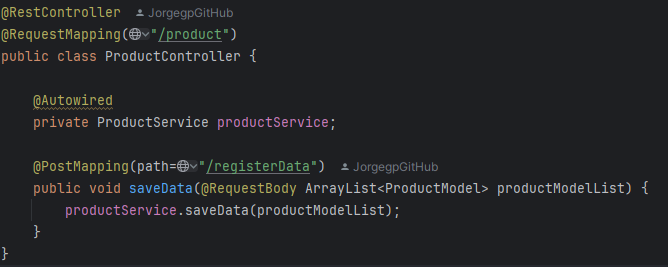 @RestController JorgegpGitHub
@RequestMapping("/product")
public class ProductController {
@Autowired
private ProductService productService;
@PostMapping(path="/registerData") JorgegpGitHub
public void saveData(@RequestBody ArrayList<ProductModel> productModelList) {
productService.saveData(productModelList);
}
}